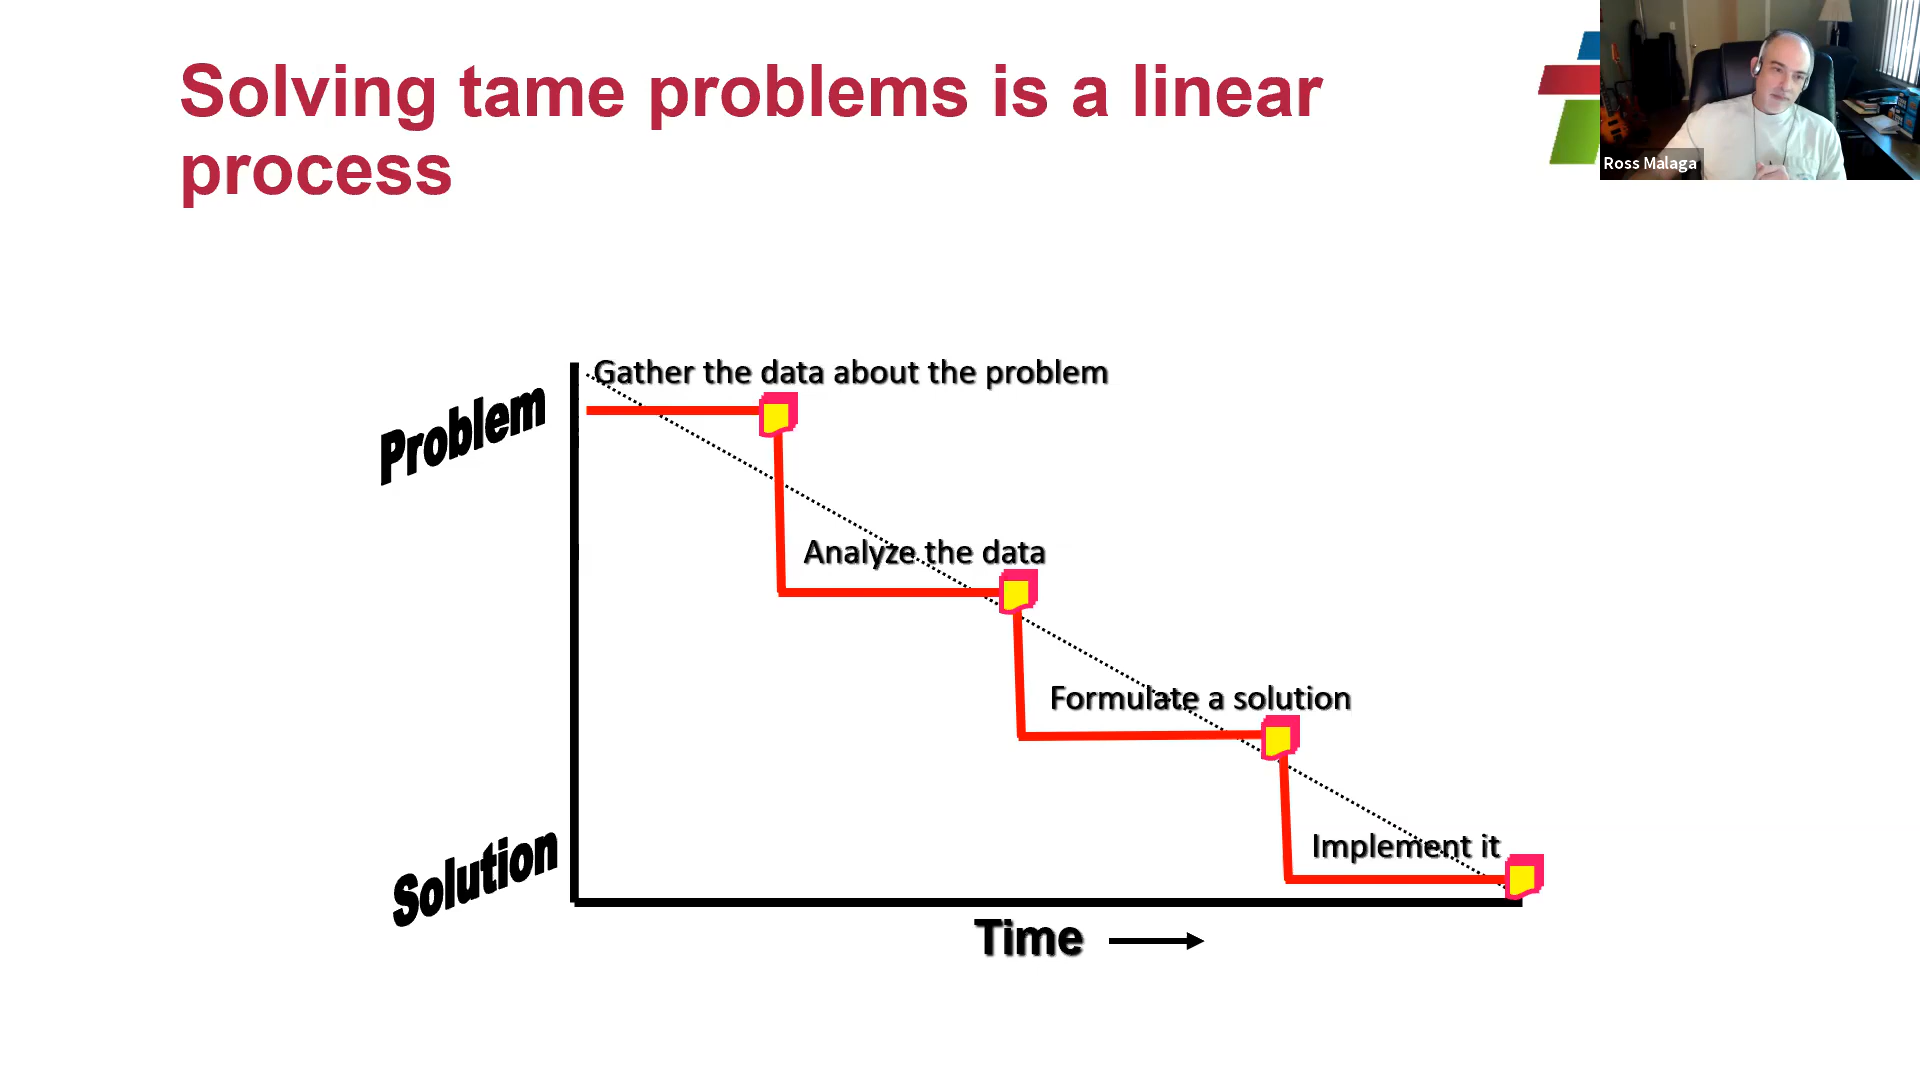 Solving tame problems is a linear
process
Ross Malaga
Problem
Gather the data about the problem
Analyze the data
Formulate a solution
Implement it
Solution
Time